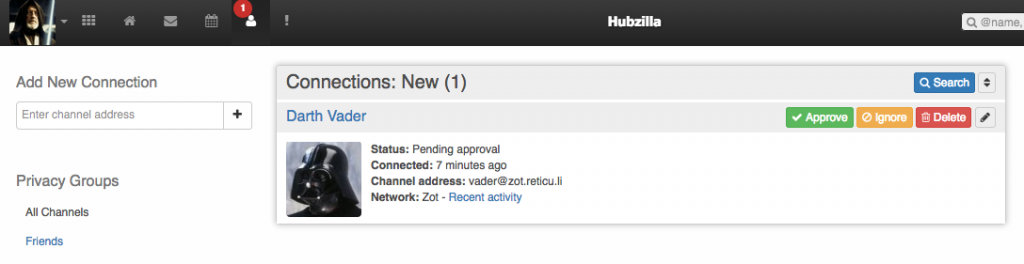 1
Hubzilla
@name,
Add New Connection
Enter channel address
Connections: New (1)
Search
Darth Vader
Approve Ignore Delete
Status: Pending approval
Connected: 7 minutes ago
Channel address: vader@zot.reticu.li
Network: Zot - Recent activity
Privacy Groups
All Channels
Friends